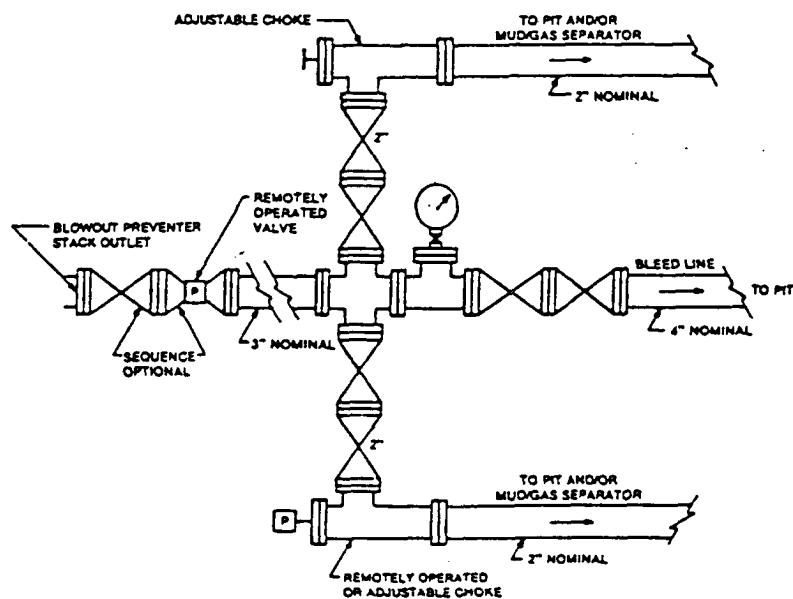 ADJUSTABLE CHOKE
TO PIT AND/OR
MUD/GAS SEPARATOR
2" NOMINAL
2"
REMOTELY
OPERATED
VALVE
BLOWOUT PREVENTER
STACK OUTLET
P
BLEED LINE
TO PIT
4" NOMINAL
3" NOMINAL
SEQUENCE
OPTIONAL
2"
TO PIT AND/OR
MUD/GAS SEPARATOR
P
2" NOMINAL
REMOTELY OPERATED
OR ADJUSTABLE CHOKE